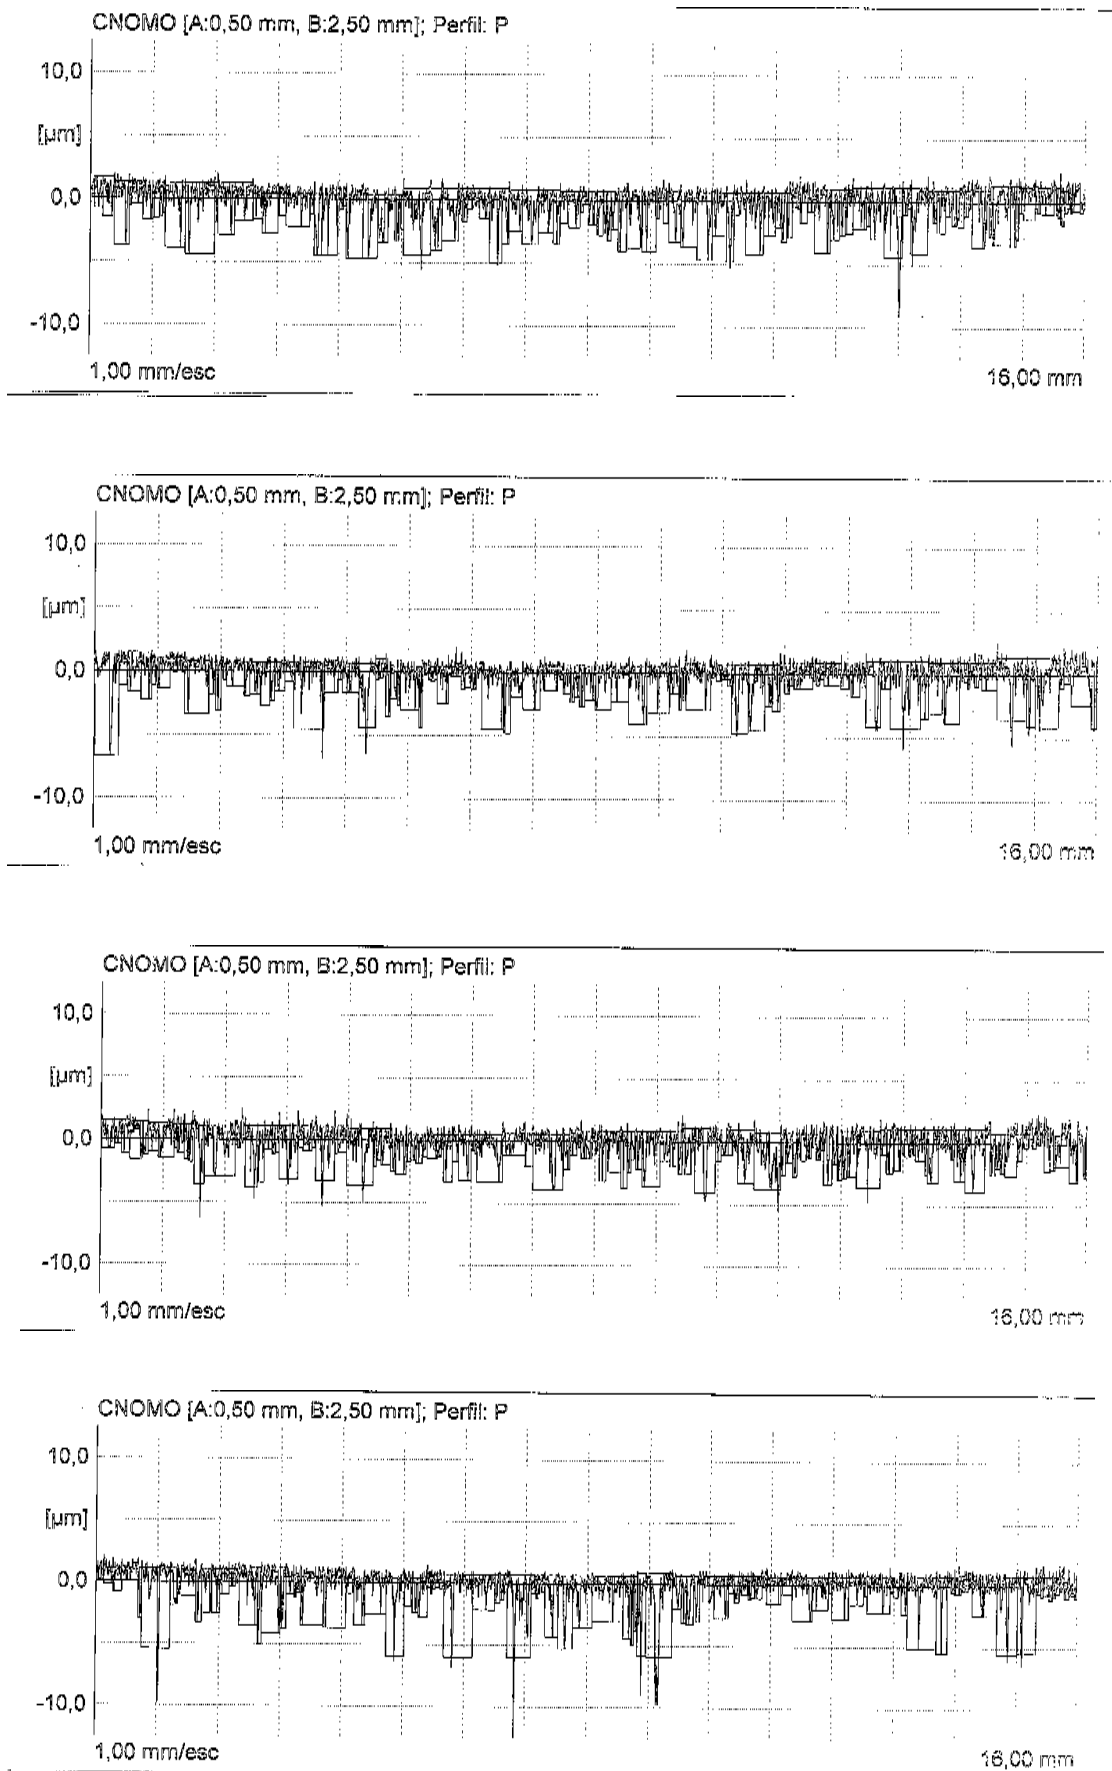 CNOMO [A:0,50 mm, B:2,50 mm]; Perfil: P
10,0
[µm]
0,0
-10,0
1,00 mm/esc
16,00 mm
CNOMO [A:0,50 mm, B:2,50 mm]; Perfil: P
10,0
[µm]
0,0
-10,0
1,00 mm/esc
16,00 mm
CNOMO [A:0,50 mm, B:2,50 mm]; Perfil: P
10,0
[µm]
0,0
-10,0
1,00 mm/esc
16,00 mm
CNOMO [A:0,50 mm, B:2,50 mm]; Perfil: P
10,0
[µm]
0,0
-10,0
1,00 mm/esc
16,00 mm